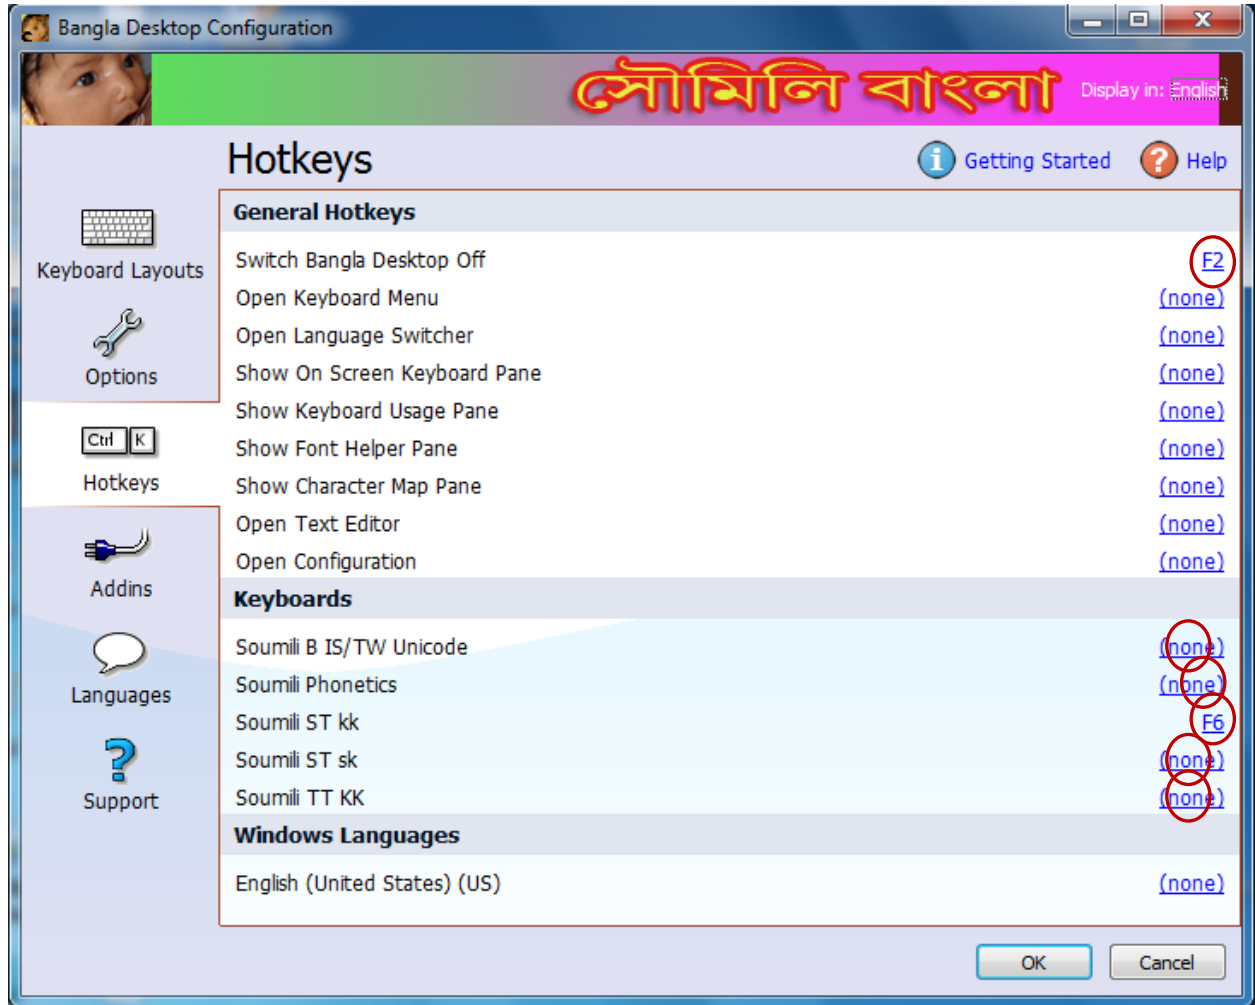 Bangla Desktop Configuration
সৌমিলি বাংলা
Display in: English
Hotkeys
Getting Started
Help
Keyboard Layouts
Options
Ctrl K
Hotkeys
Addins
Languages
Support
General Hotkeys
Switch Bangla Desktop Off F2
Open Keyboard Menu (none)
Open Language Switcher (none)
Show On Screen Keyboard Pane (none)
Show Keyboard Usage Pane (none)
Show Font Helper Pane (none)
Show Character Map Pane (none)
Open Text Editor (none)
Open Configuration (none)
Keyboards
Soumili B IS/TW Unicode (none)
Soumili Phonetics (none)
Soumili ST kk F6
Soumili ST sk (none)
Soumili TT KK (none)
Windows Languages
English (United States) (US) (none)
OK
Cancel